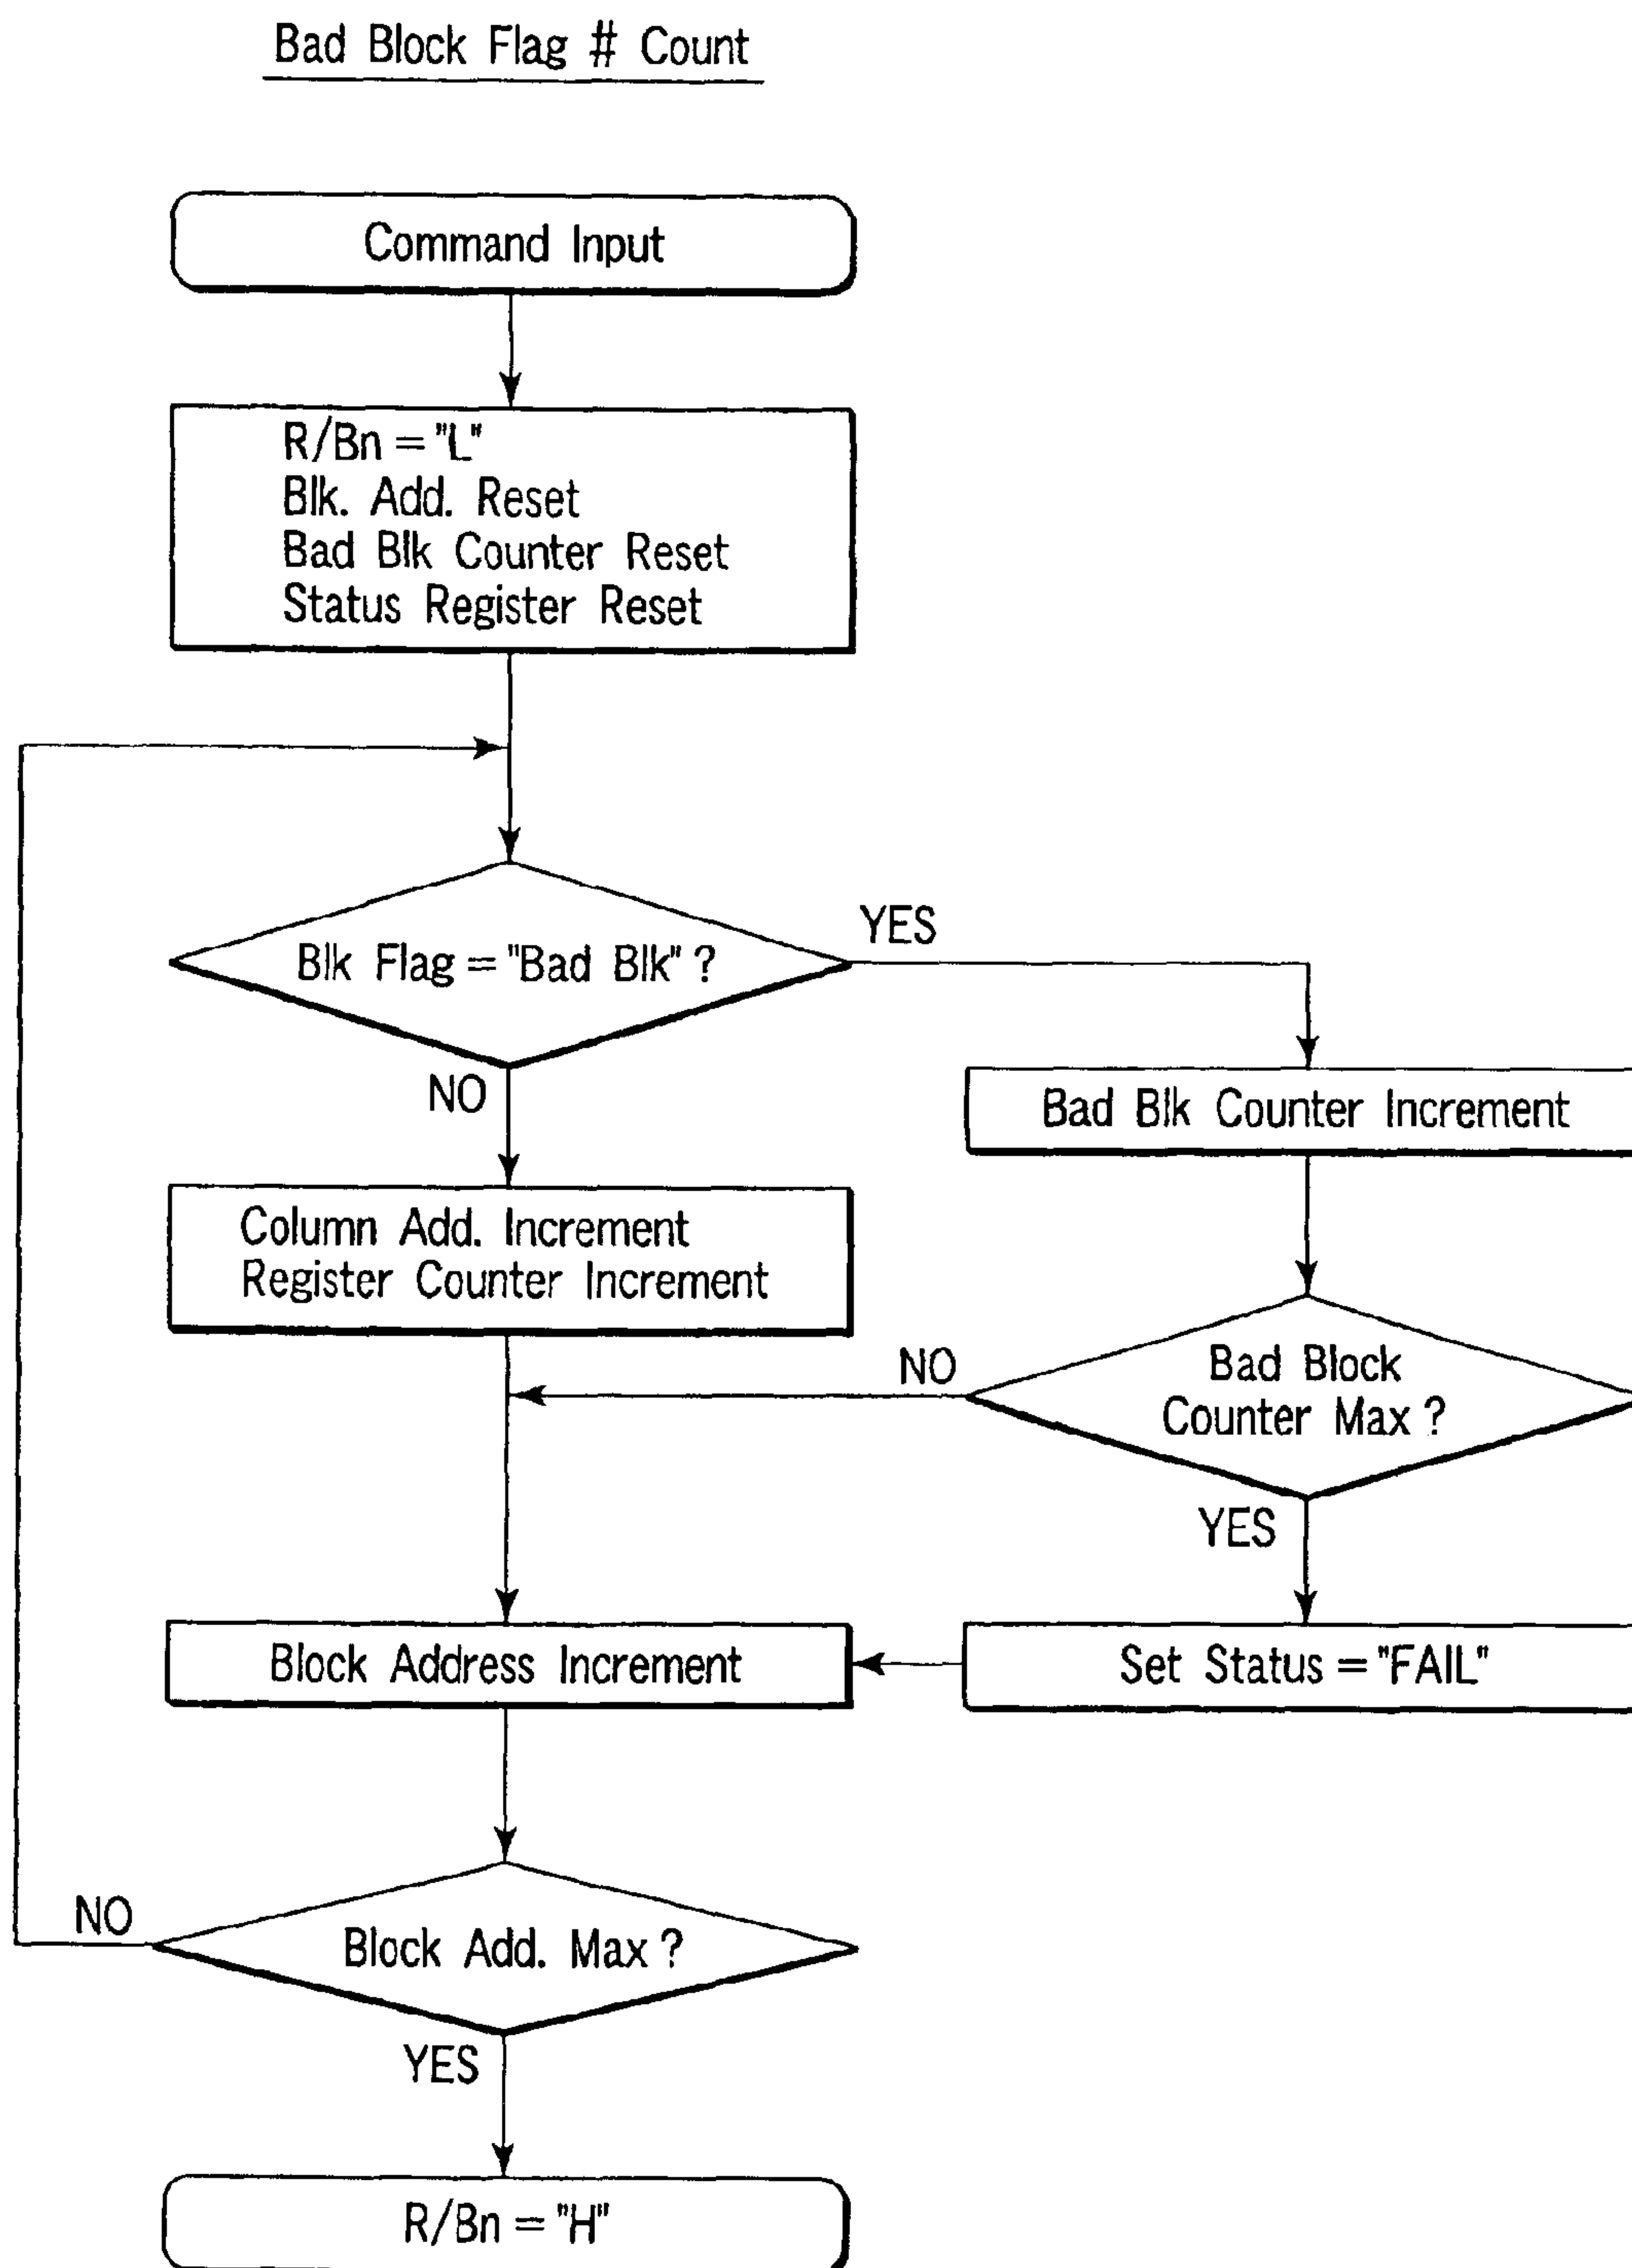 Bad Block Flag # Count
Command Input
R/Bn = "L"
Blk. Add. Reset
Bad Blk Counter Reset
Status Register Reset
Blk Flag = "Bad Blk" ?
YES
NO
Bad Blk Counter Increment
Column Add. Increment
Register Counter Increment
Bad Block
Counter Max ?
NO
YES
Block Address Increment
Set Status = "FAIL"
Block Add. Max ?
NO
YES
R/Bn = "H"